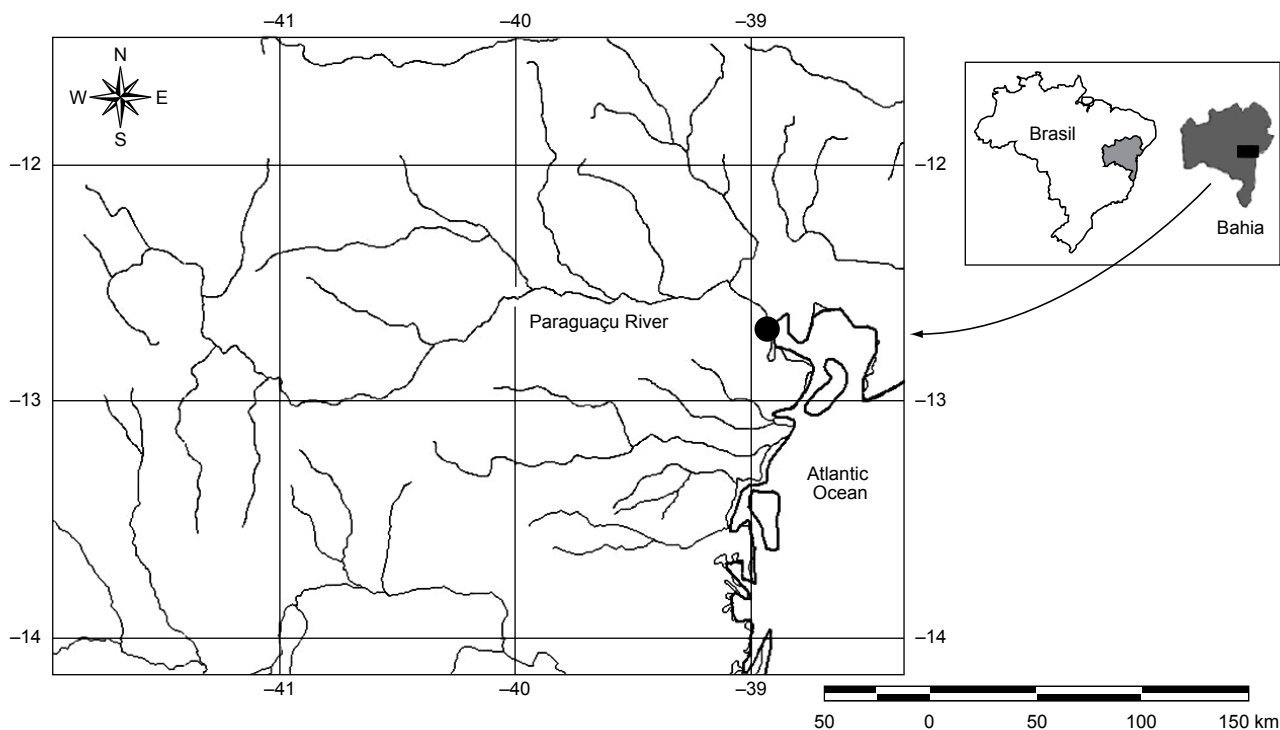 –41
–40
–39
N
W
E
S
–12
–12
Brasil
Bahia
Paraguaçu River
–13
–13
Atlantic
Ocean
–14
–14
–41
–40
–39
50 0 50 100 150 km